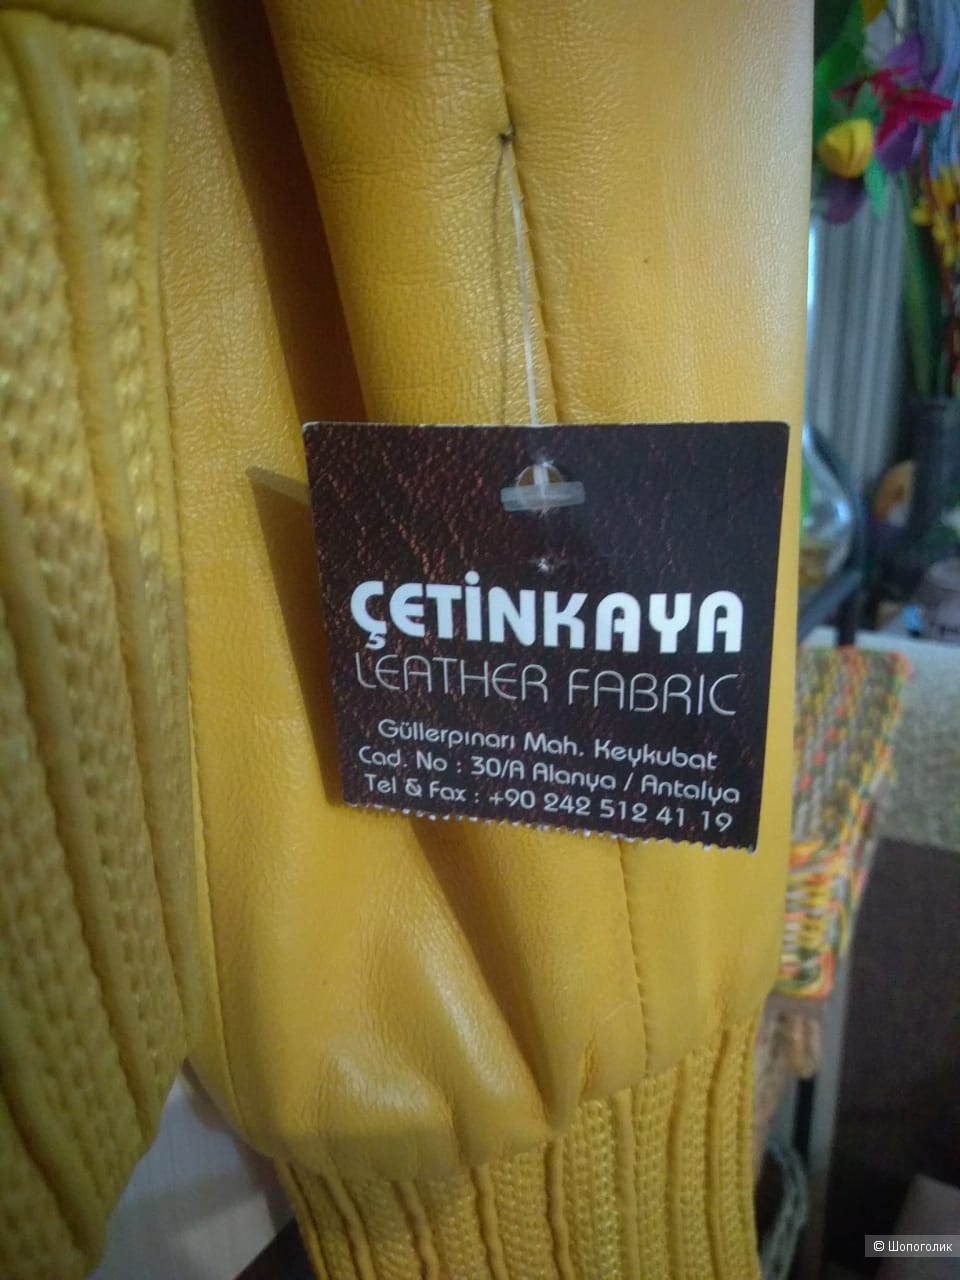 ÇETİNKAYA
LEATHER FABRIC
Güllerpınarı Mah. Keykubat
Cad. No : 30/A Alanya / Antalya
Tel & Fax : +90 242 512 41 19
© Шопоголик